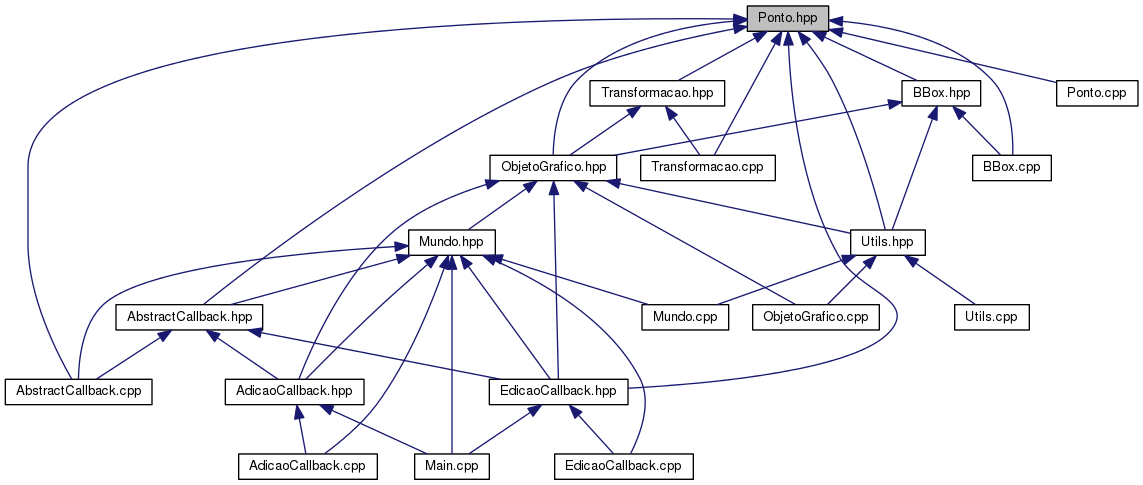 Ponto.hpp
Transformacao.hpp
BBox.hpp
Ponto.cpp
ObjetoGrafico.hpp
Transformacao.cpp
BBox.cpp
Mundo.hpp
Utils.hpp
AbstractCallback.hpp
Mundo.cpp
ObjetoGrafico.cpp
Utils.cpp
AbstractCallback.cpp
AdicaoCallback.hpp
EdicaoCallback.hpp
AdicaoCallback.cpp
Main.cpp
EdicaoCallback.cpp